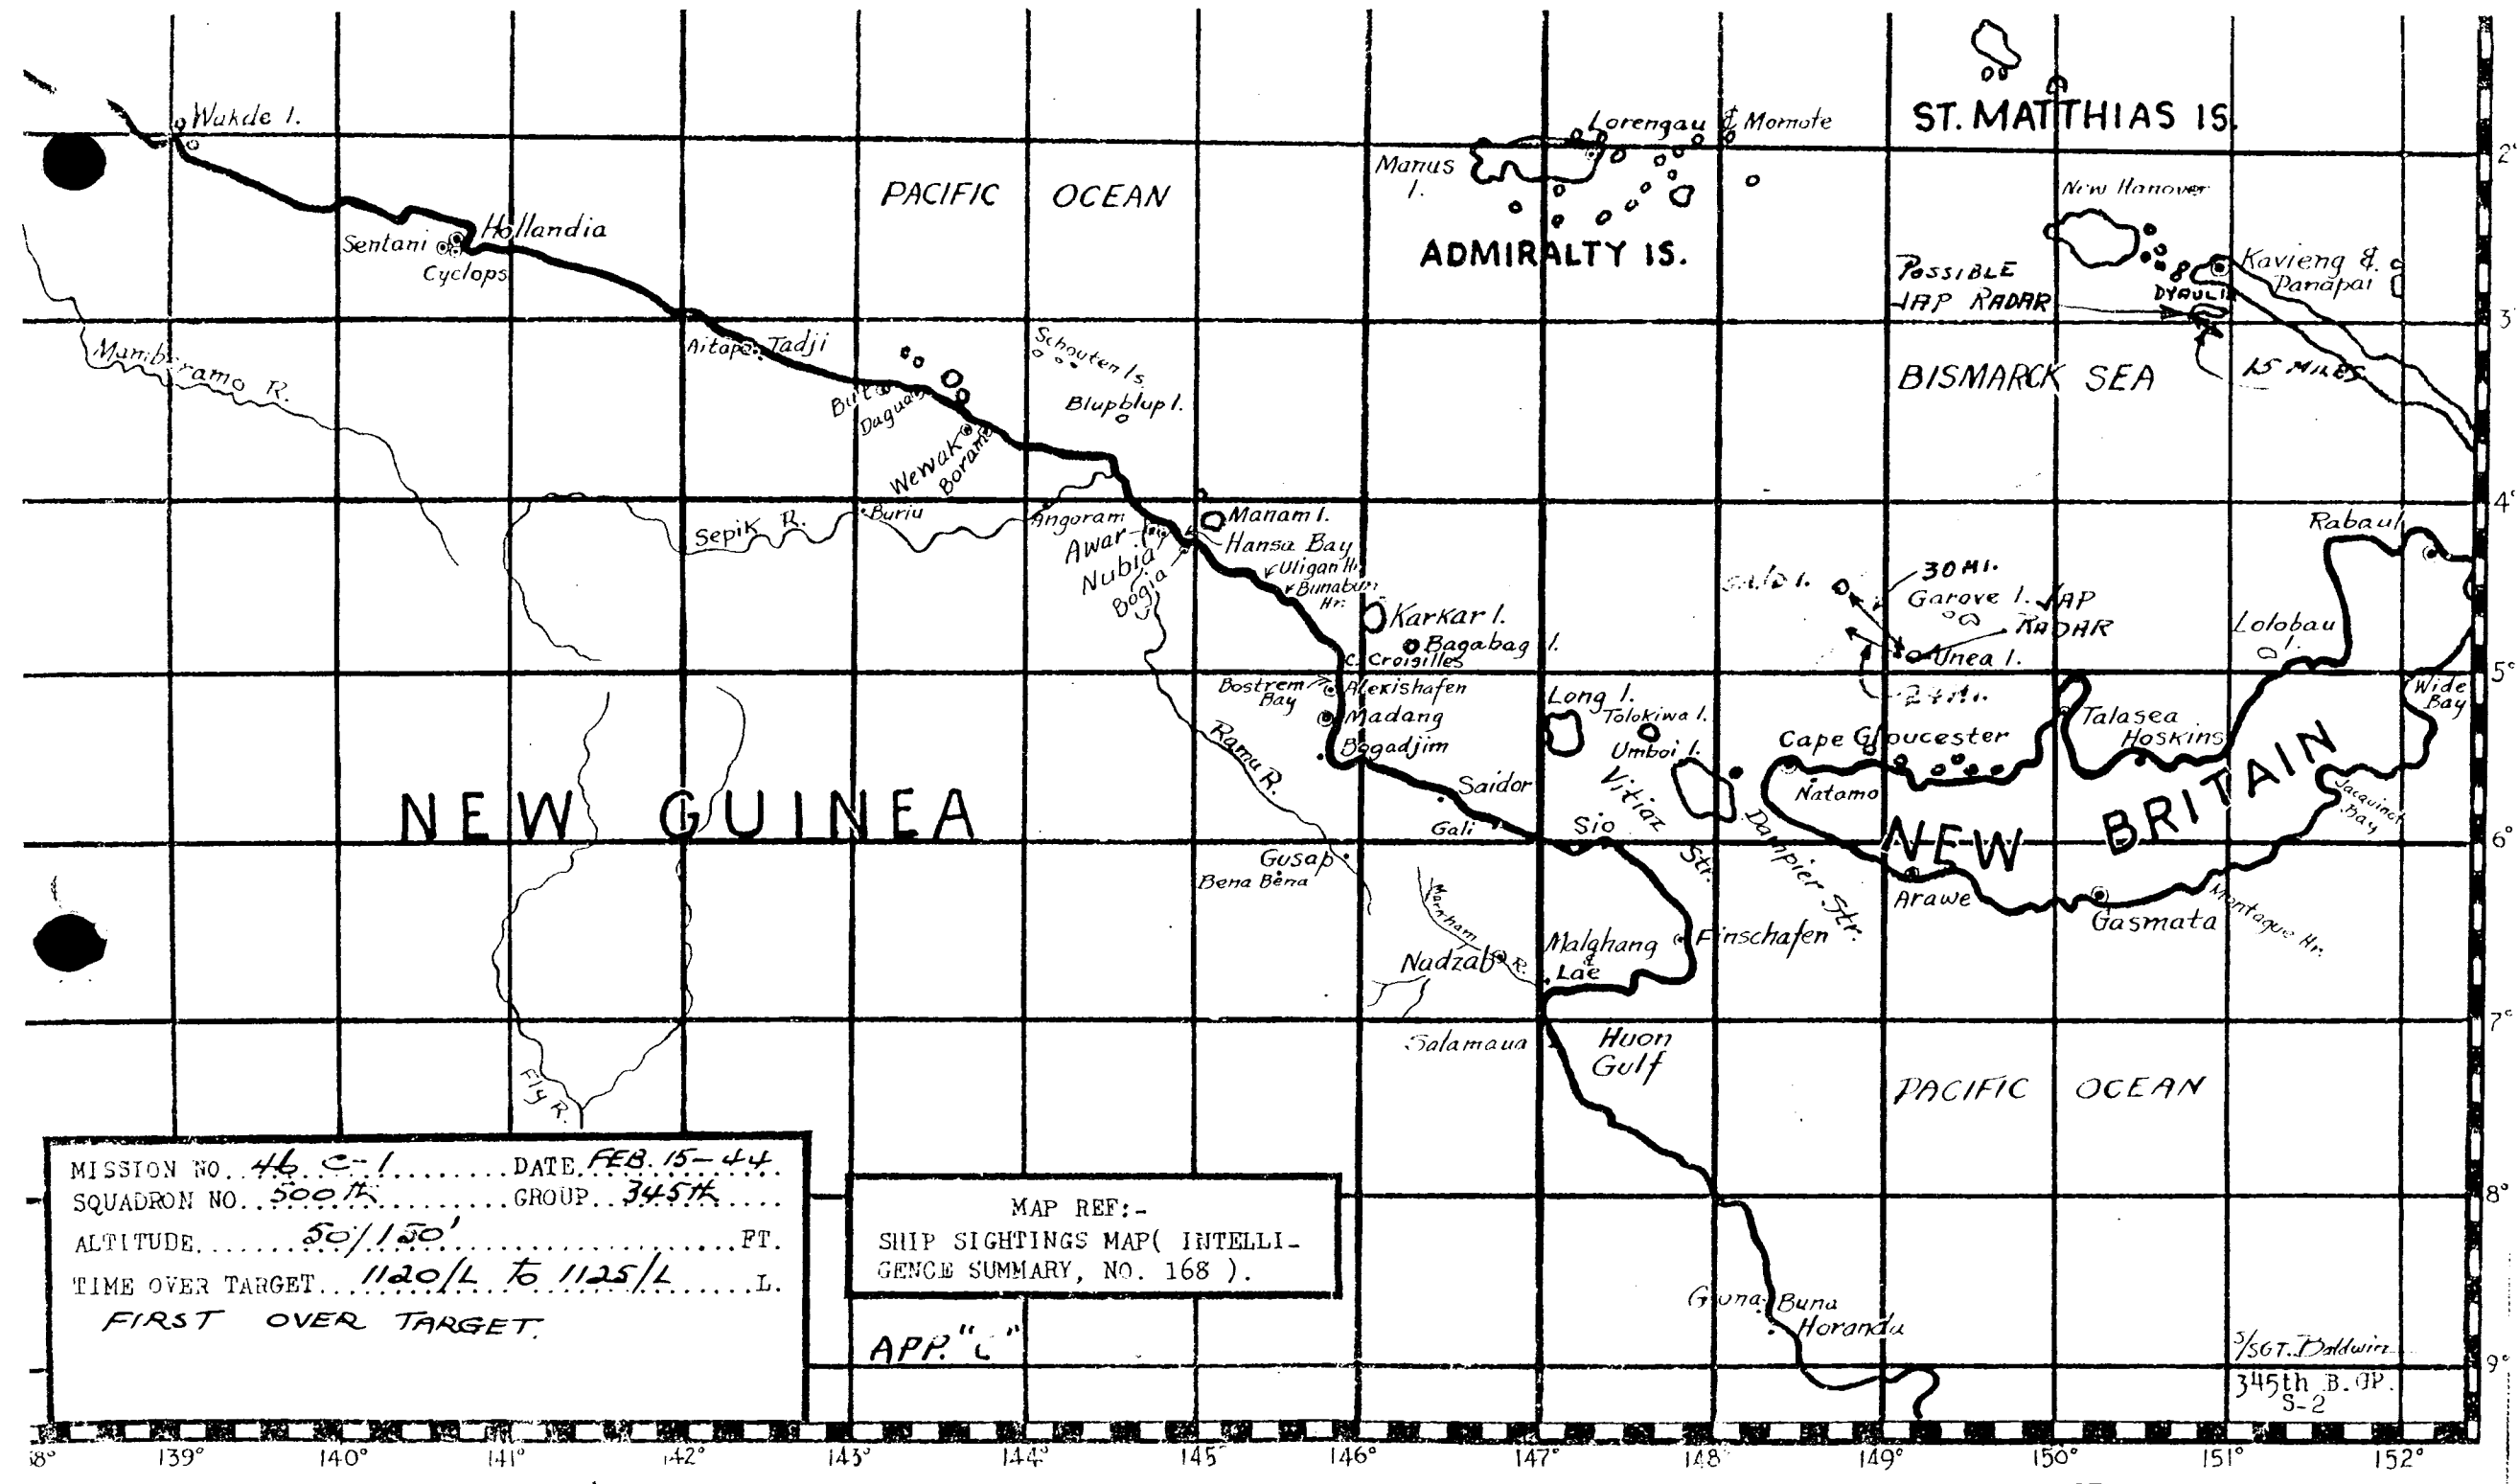 Wakde I.
Lorengau & Momote
ST. MATTHIAS IS.
2°
Manus
I.
PACIFIC OCEAN
New Hanover
Hollandia
Sentani
Cyclops
ADMIRALTY IS.
POSSIBLE
JAP RADAR
Kavieng &
Panapai
DYAUL I.
3°
Aitape
Tadji
Schouten Is.
Mamberamo R.
BISMARCK SEA
15 MILES
Blupblup I.
But
Dagua
Wewak
Boram
4°
Sepik R.
Buriu
Angoram
Manam I.
Awar
Hansa Bay
Nubia
Uligan Hr.
Bogia
Bunabun
Hr.
Rabaul
30 MI.
Garove I.
JAP
RADAR
Lolobau
I.
Karkar I.
Bagabag I.
C. Croisilles
Unea I.
5°
24 MI.
Bostrem
Bay
Alexishafen
Madang
Bogadjim
Long I.
Tolokiwa I.
Umboi I.
Wide
Bay
Talasea
Hoskins
Cape Gloucester
Natamo
Ramu R.
Saidor
Vitiaz
Str.
Dampier Str.
Jacquinot
Bay
NEW GUINEA
Gali
Sio
NEW BRITAIN
6°
Gusap
Bena Bena
Arawe
Gasmata
Montague Hr.
Markham
R.
Nadzab
Malahang
&
Lae
Finschafen
7°
Salamaua
Huon
Gulf
Fly R.
PACIFIC OCEAN
MISSION NO. 46 C-1 DATE FEB. 15-44
SQUADRON NO. 500th GROUP 345th
ALTITUDE 50/150' FT.
TIME OVER TARGET 1120/L to 1125/L L.
FIRST OVER TARGET.
MAP REF:-
SHIP SIGHTINGS MAP( INTELLI-
GENCE SUMMARY, NO. 168 ).
8°
Gona
Buna
Horanda
S/SGT. Baldwin
9°
345th B. GP.
S-2
139° 140° 141° 142° 143° 144° 145 146° 147° 148° 149° 150° 151° 152°